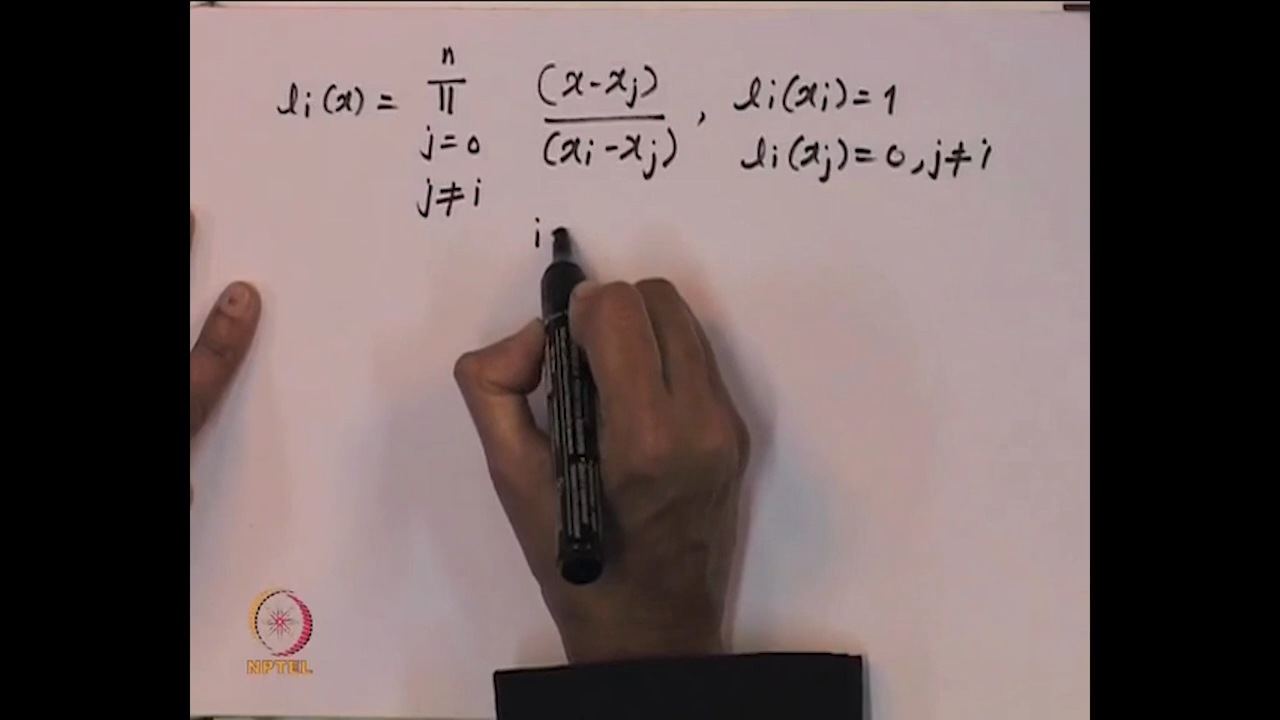 n
lᵢ(x) = π (x-xⱼ) / (xᵢ-xⱼ) , lᵢ(xᵢ) = 1
j=0 lᵢ(xⱼ) = 0, j≠i
j≠i
i
NPTEL